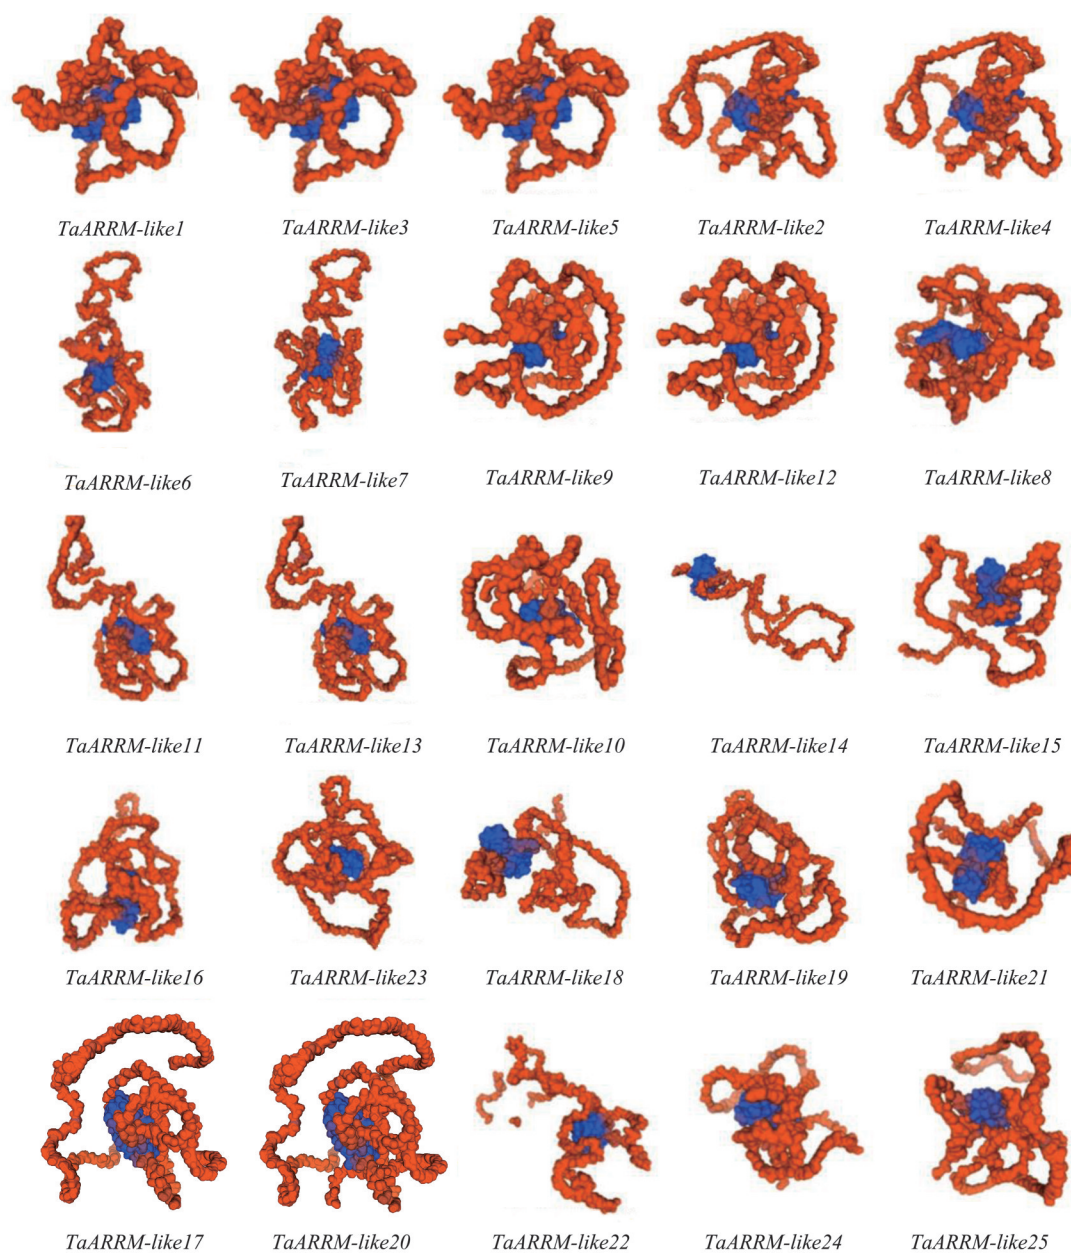 TaARRM-like1 TaARRM-like3 TaARRM-like5 TaARRM-like2 TaARRM-like4
TaARRM-like6 TaARRM-like7 TaARRM-like9 TaARRM-like12 TaARRM-like8
TaARRM-like11 TaARRM-like13 TaARRM-like10 TaARRM-like14 TaARRM-like15
TaARRM-like16 TaARRM-like23 TaARRM-like18 TaARRM-like19 TaARRM-like21
TaARRM-like17 TaARRM-like20 TaARRM-like22 TaARRM-like24 TaARRM-like25